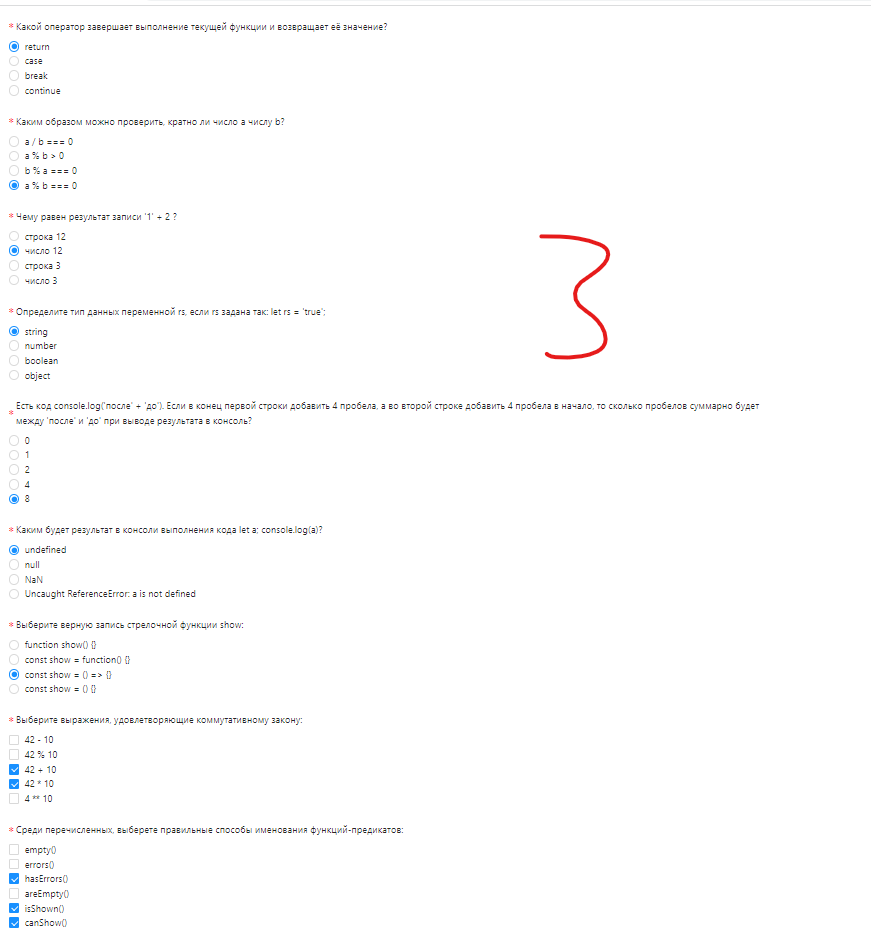 * Какой оператор завершает выполнение текущей функции и возвращает её значение?
return
case
break
continue
* Каким образом можно проверить, кратно ли число a числу b?
a / b === 0
a % b > 0
b % a === 0
a % b === 0
* Чему равен результат записи '1' + 2 ?
строка 12
число 12
строка 3
число 3
3
* Определите тип данных переменной rs, если rs задана так: let rs = 'true';
string
number
boolean
object
* Есть код console.log('после' + 'до'). Если в конец первой строки добавить 4 пробела, а во второй строке добавить 4 пробела в начало, то сколько пробелов суммарно будет
между 'после' и 'до' при выводе результата в консоль?
0
1
2
4
8
* Каким будет результат в консоли выполнения кода let a; console.log(a)?
undefined
null
NaN
Uncaught ReferenceError: a is not defined
* Выберите верную запись стрелочной функции show:
function show() {}
const show = function() {}
const show = () => {}
const show = () {}
* Выберите выражения, удовлетворяющие коммутативному закону:
42 - 10
42 % 10
42 + 10
42 * 10
4 ** 10
* Среди перечисленных, выберете правильные способы именования функций-предикатов:
empty()
errors()
hasErrors()
areEmpty()
isShown()
canShow()